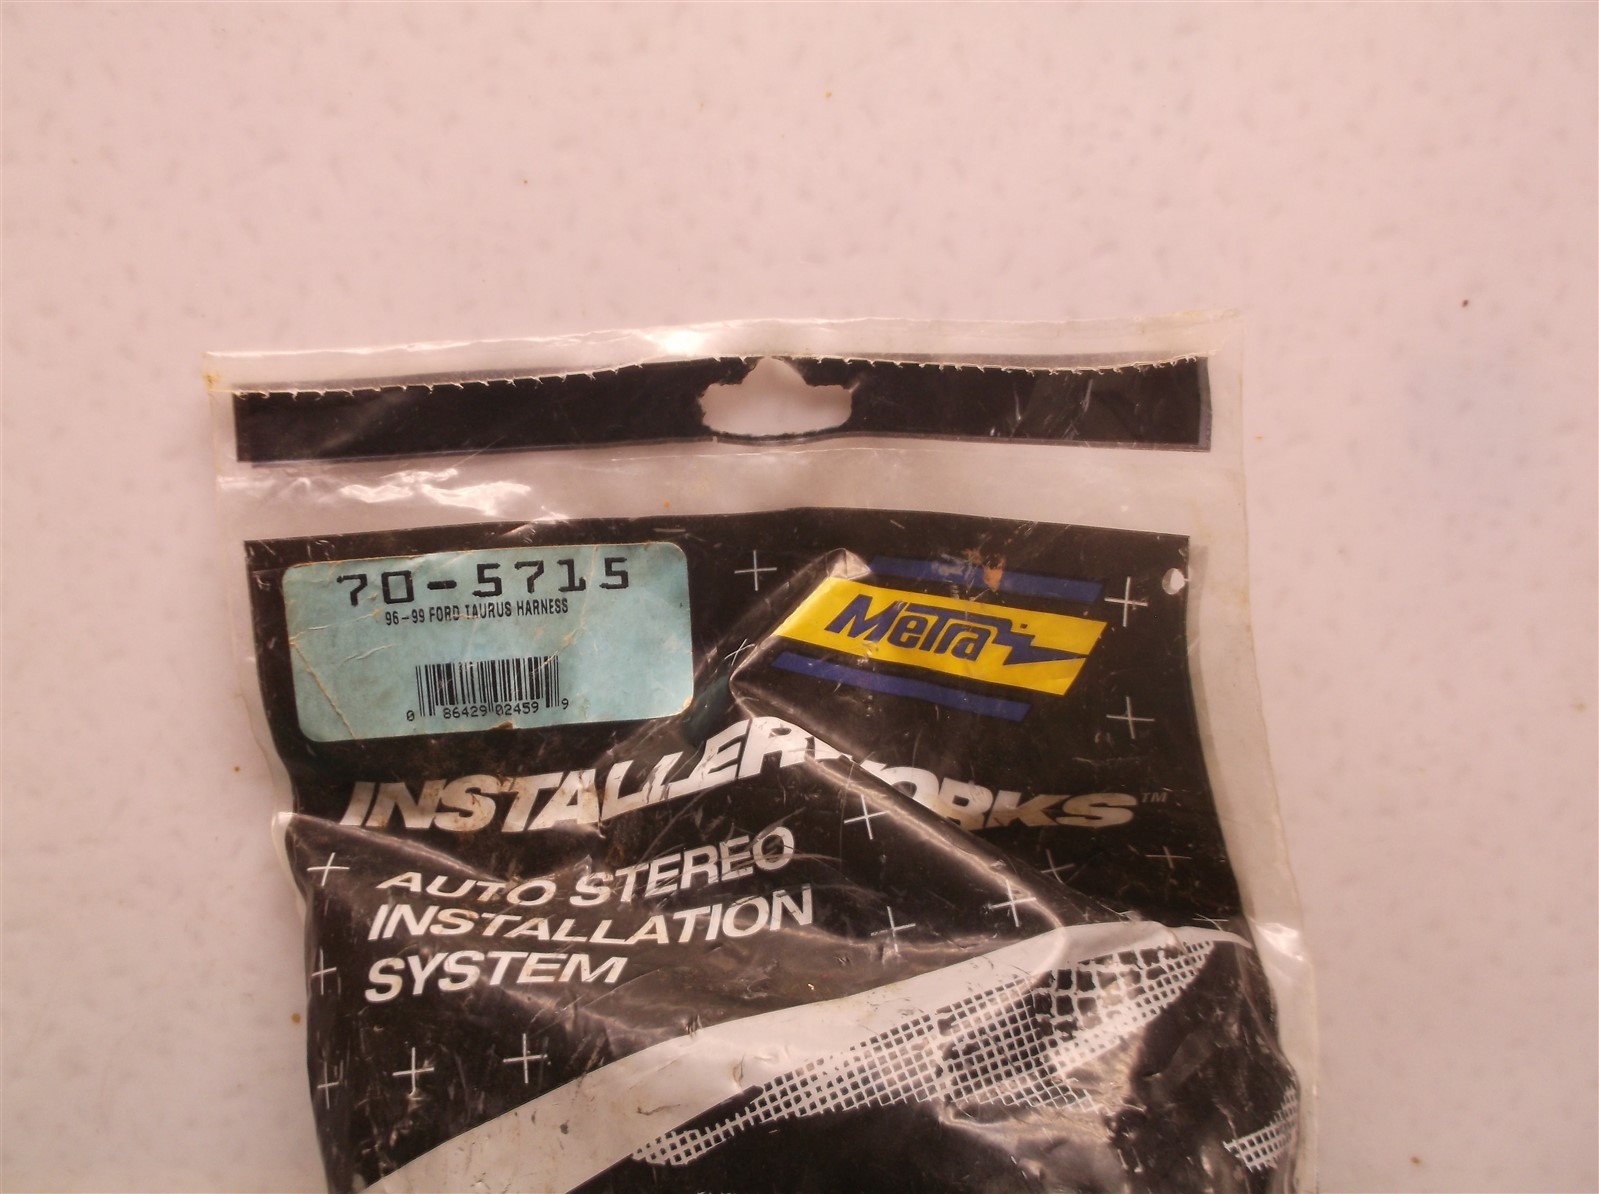 70-5715
96-99 FORD TAURUS HARNESS
0 86429 02459 9
Metra
INSTALLERWORKS™
AUTO STEREO
INSTALLATION
SYSTEM